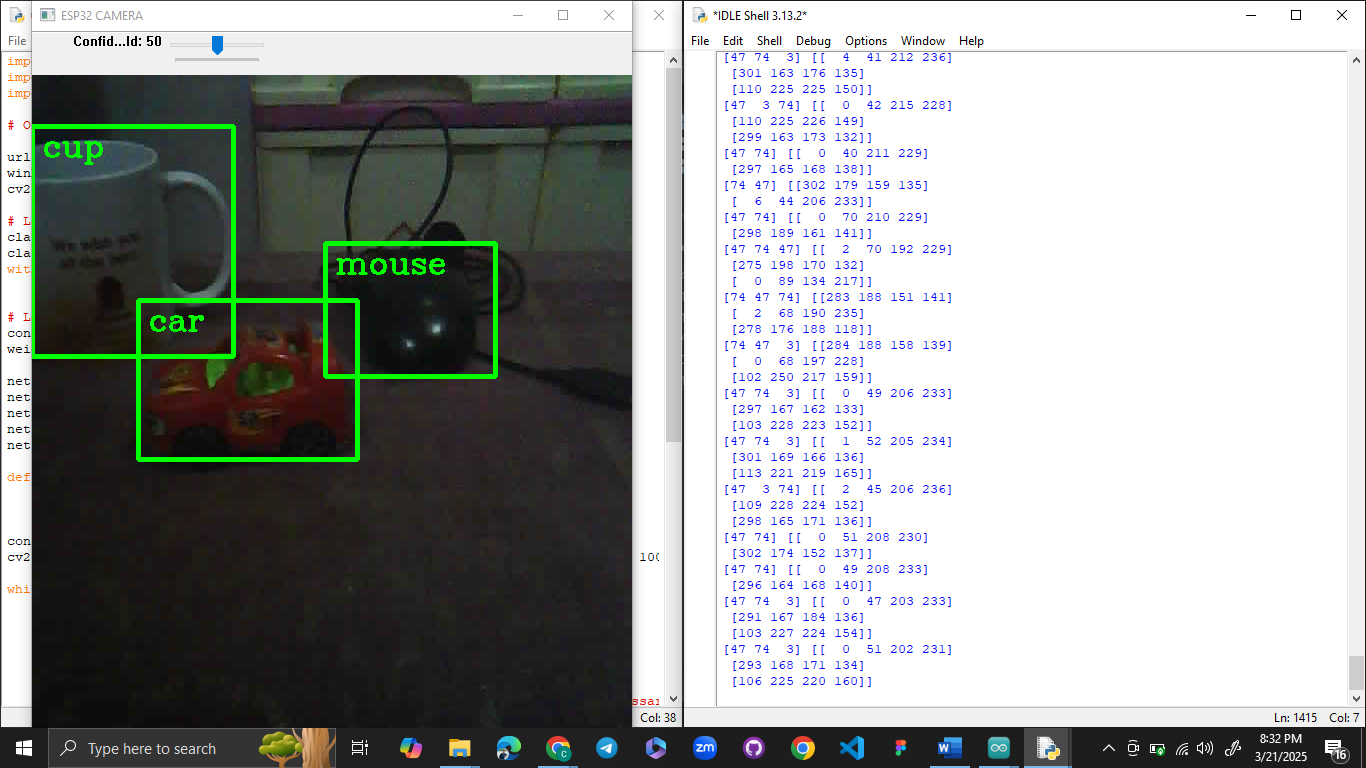 ESP32 CAMERA
Confid...ld: 50
cup
We wish you
all the best.
mouse
car
File
imp
imp
imp
# O
url
win
cv2
# L
cla
cla
wit
# L
con
wei
net
net
net
net
net
def
con
cv2
100
whi
ssar
Col: 38
*IDLE Shell 3.13.2*
File Edit Shell Debug Options Window Help
[47 74  3] [[  4  41 212 236]
 [301 163 176 135]
 [110 225 225 150]]
[47  3 74] [[  0  42 215 228]
 [110 225 226 149]
 [299 163 173 132]]
[47 74] [[  0  40 211 229]
 [297 165 168 138]]
[74 47] [[302 179 159 135]
 [  6  44 206 233]]
[47 74] [[  0  70 210 229]
 [298 189 161 141]]
[47 74 47] [[  2  70 192 229]
 [275 198 170 132]
 [  0  89 134 217]]
[74 47 74] [[283 188 151 141]
 [  2  68 190 235]
 [278 176 188 118]]
[74 47  3] [[284 188 158 139]
 [  0  68 197 228]
 [102 250 217 159]]
[47 74  3] [[  0  49 206 233]
 [297 167 162 133]
 [103 228 223 152]]
[47 74  3] [[  1  52 205 234]
 [301 169 166 136]
 [113 221 219 165]]
[47  3 74] [[  2  45 206 236]
 [109 228 224 152]
 [298 165 171 136]]
[47 74] [[  0  51 208 230]
 [302 174 152 137]]
[47 74] [[  0  49 208 233]
 [296 164 168 140]]
[47 74  3] [[  0  47 203 233]
 [291 167 184 136]
 [103 227 224 154]]
[47 74  3] [[  0  51 202 231]
 [293 168 171 134]
 [106 225 220 160]]
Ln: 1415 Col: 7
Type here to search
zm
8:32 PM
3/21/2025
16